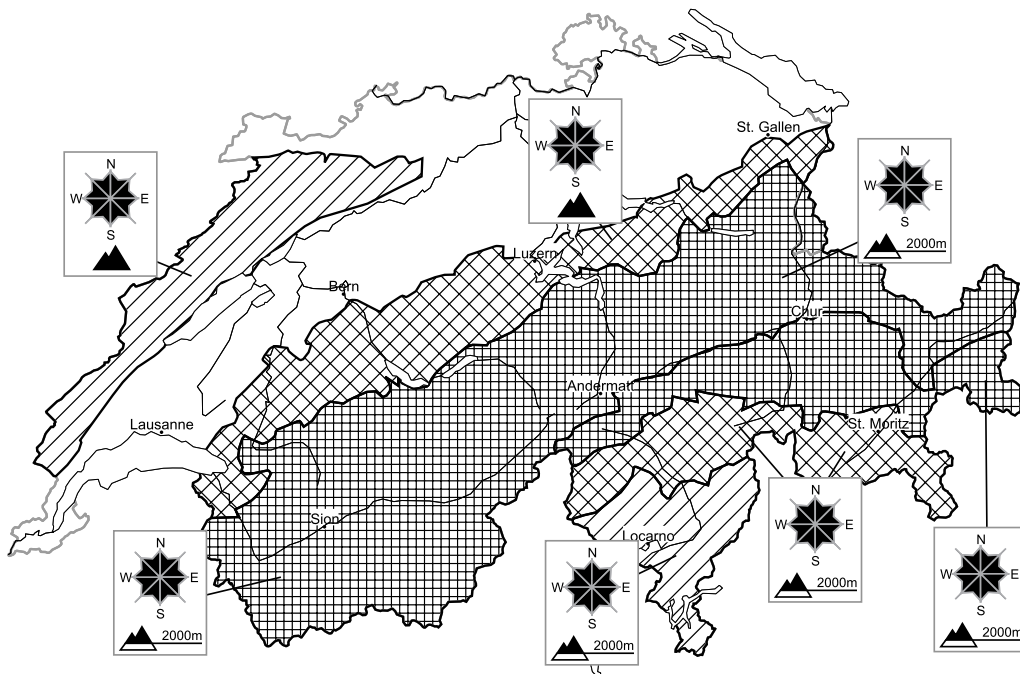 N
W E
S
St. Gallen
N
W E
S
N
W E
S
2000m
Luzern
Bern
Chur
Andermatt
St. Moritz
Lausanne
Sion
Locarno
N
W E
S
2000m
N
W E
S
2000m
N
W E
S
2000m
N
W E
S
2000m